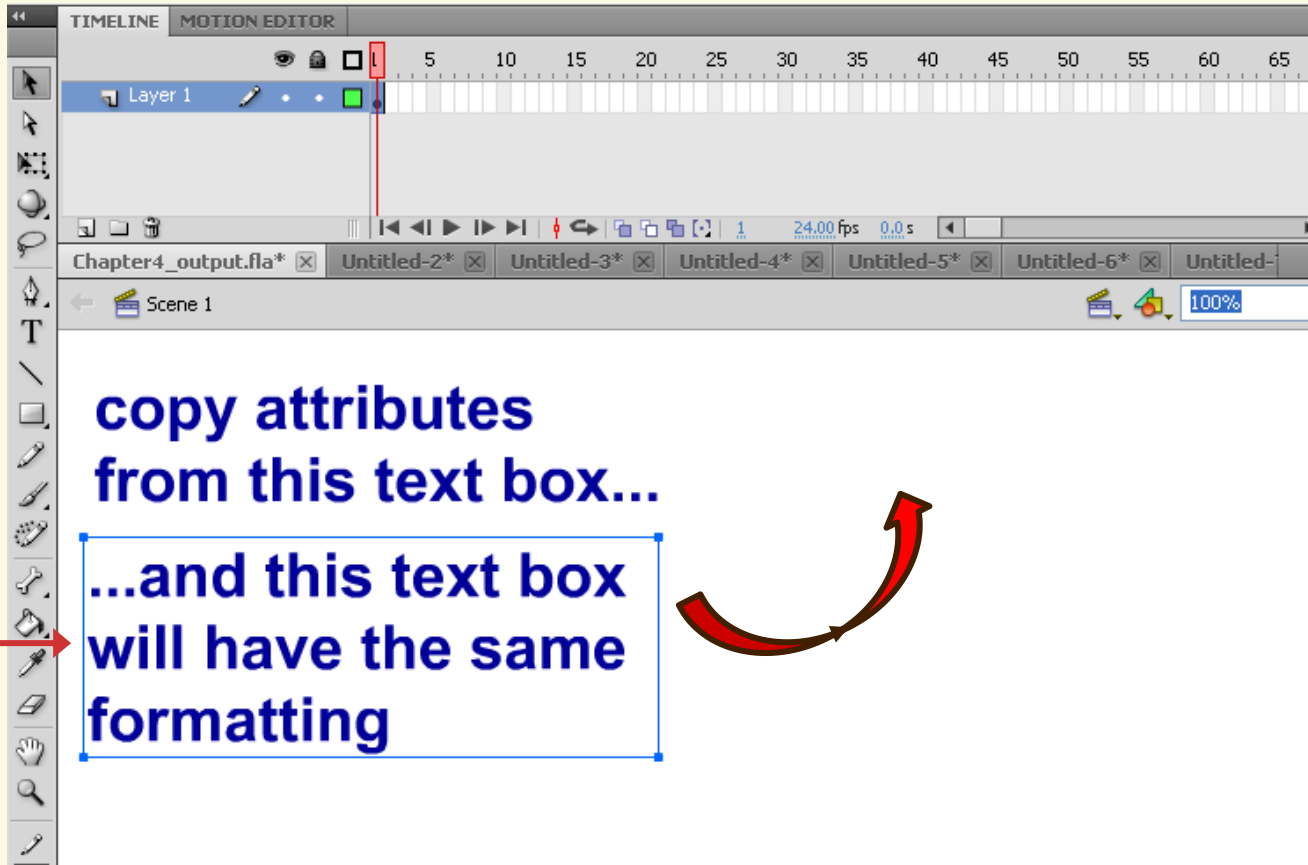 TIMELINE MOTION EDITOR
1 5 10 15 20 25 30 35 40 45 50 55 60 65
Layer 1
1 24.00 fps 0.0 s
Chapter4_output.fla* Untitled-2* Untitled-3* Untitled-4* Untitled-5* Untitled-6* Untitled-
Scene 1 100%
T
copy attributes
from this text box...
...and this text box
will have the same
formatting